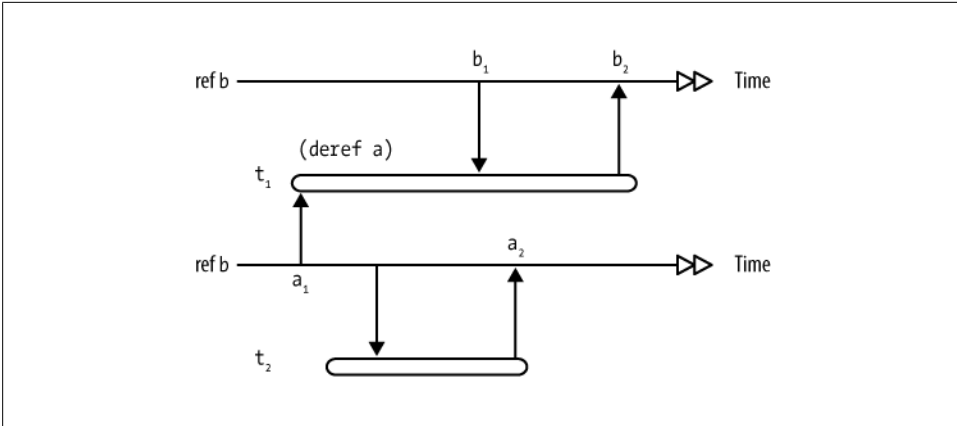 b₁ b₂
ref b Time
(deref a)
t₁
a₂
ref b Time
a₁
t₂